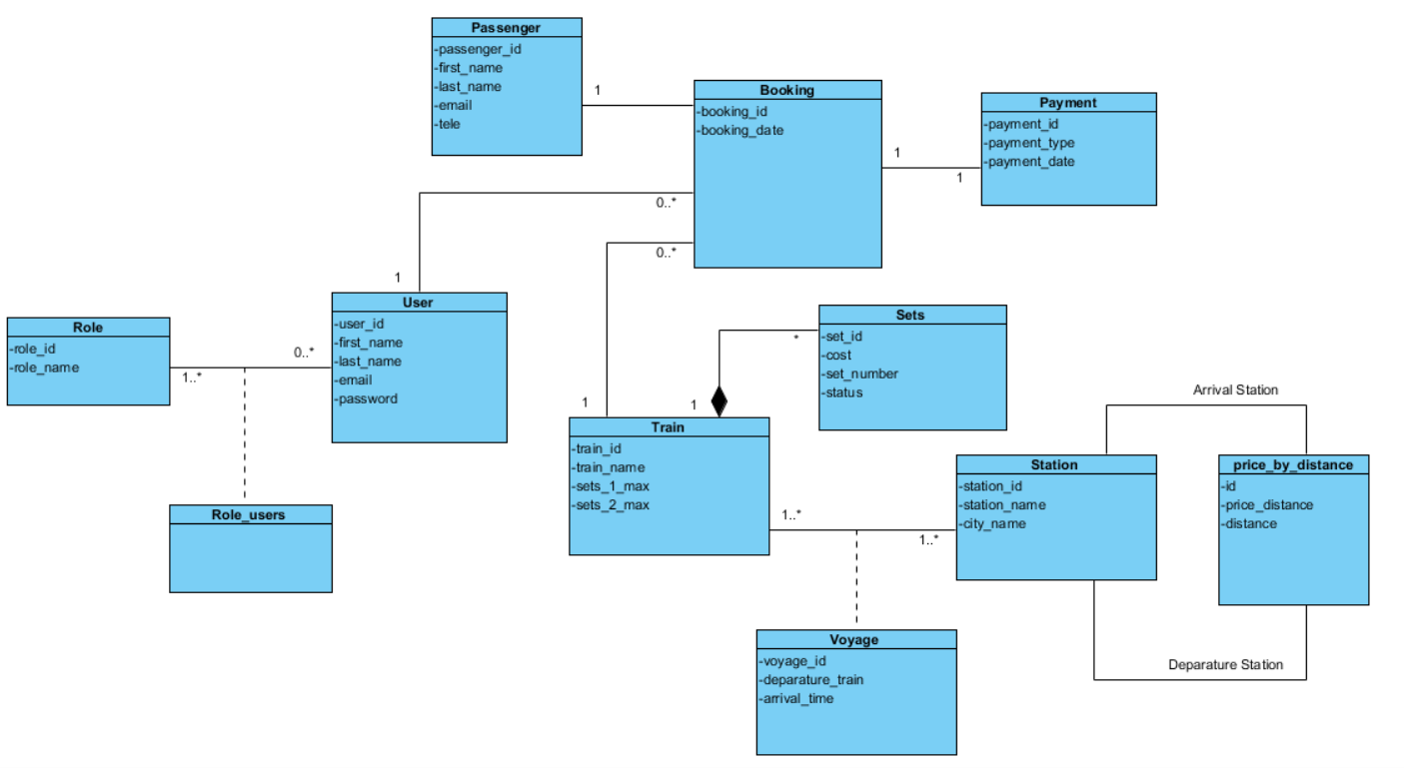 Passenger
-passenger_id
-first_name
-last_name
-email
-tele
1
Booking
-booking_id
-booking_date
Payment
-payment_id
-payment_type
-payment_date
1
1
0..*
0..*
1
User
-user_id
-first_name
-last_name
-email
-password
Role
-role_id
-role_name
1..*
0..*
Role_users
Sets
-set_id
-cost
-set_number
-status
*
1
1
Train
-train_id
-train_name
-sets_1_max
-sets_2_max
1..*
1..*
Station
-station_id
-station_name
-city_name
Arrival Station
price_by_distance
-id
-price_distance
-distance
Deparature Station
Voyage
-voyage_id
-deparature_train
-arrival_time